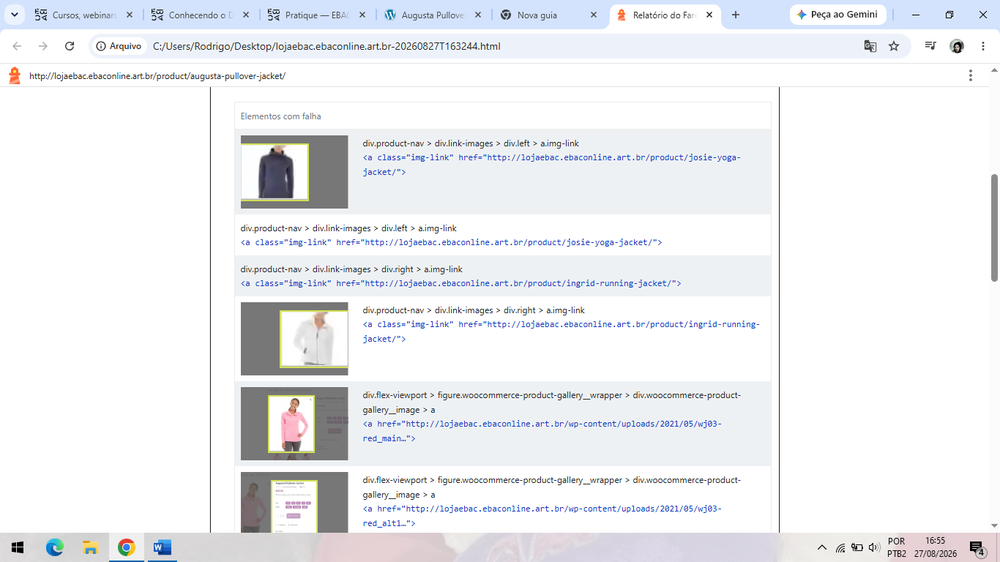 Cursos, webinars
Conhecendo o D
Pratique — EBAC
Augusta Pullover
Nova guia
Relatório do Farol
Peça ao Gemini
Arquivo
C:/Users/Rodrigo/Desktop/lojaebac.ebaconline.art.br-20260827T163244.html
http://lojaebac.ebaconline.art.br/product/augusta-pullover-jacket/
Elementos com falha
div.product-nav > div.link-images > div.left > a.img-link
<a class="img-link" href="http://lojaebac.ebaconline.art.br/product/josie-yoga-
jacket/">
div.product-nav > div.link-images > div.left > a.img-link
<a class="img-link" href="http://lojaebac.ebaconline.art.br/product/josie-yoga-jacket/">
div.product-nav > div.link-images > div.right > a.img-link
<a class="img-link" href="http://lojaebac.ebaconline.art.br/product/ingrid-running-jacket/">
div.product-nav > div.link-images > div.right > a.img-link
<a class="img-link" href="http://lojaebac.ebaconline.art.br/product/ingrid-running-
jacket/">
div.flex-viewport > figure.woocommerce-product-gallery__wrapper > div.woocommerce-product-
gallery__image > a
<a href="http://lojaebac.ebaconline.art.br/wp-content/uploads/2021/05/wj03-
red_main…">
Augusta Pullover Jacket
div.flex-viewport > figure.woocommerce-product-gallery__wrapper > div.woocommerce-product-
gallery__image > a
<a href="http://lojaebac.ebaconline.art.br/wp-content/uploads/2021/05/wj03-
red_alt1…">
POR
PTB2
16:55
27/08/2026
4